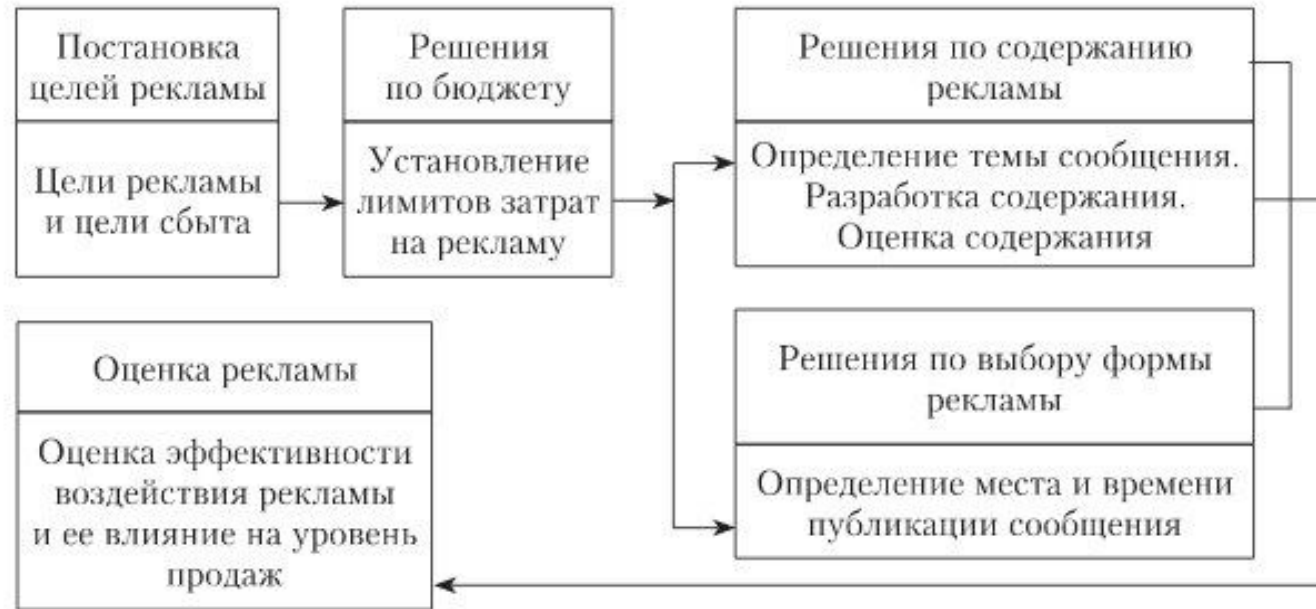 Постановка
целей рекламы
Цели рекламы
и цели сбыта
Решения
по бюджету
Установление
лимитов затрат
на рекламу
Решения по содержанию
рекламы
Определение темы сообщения.
Разработка содержания.
Оценка содержания
Решения по выбору формы
рекламы
Определение места и времени
публикации сообщения
Оценка рекламы
Оценка эффективности
воздействия рекламы
и ее влияние на уровень
продаж